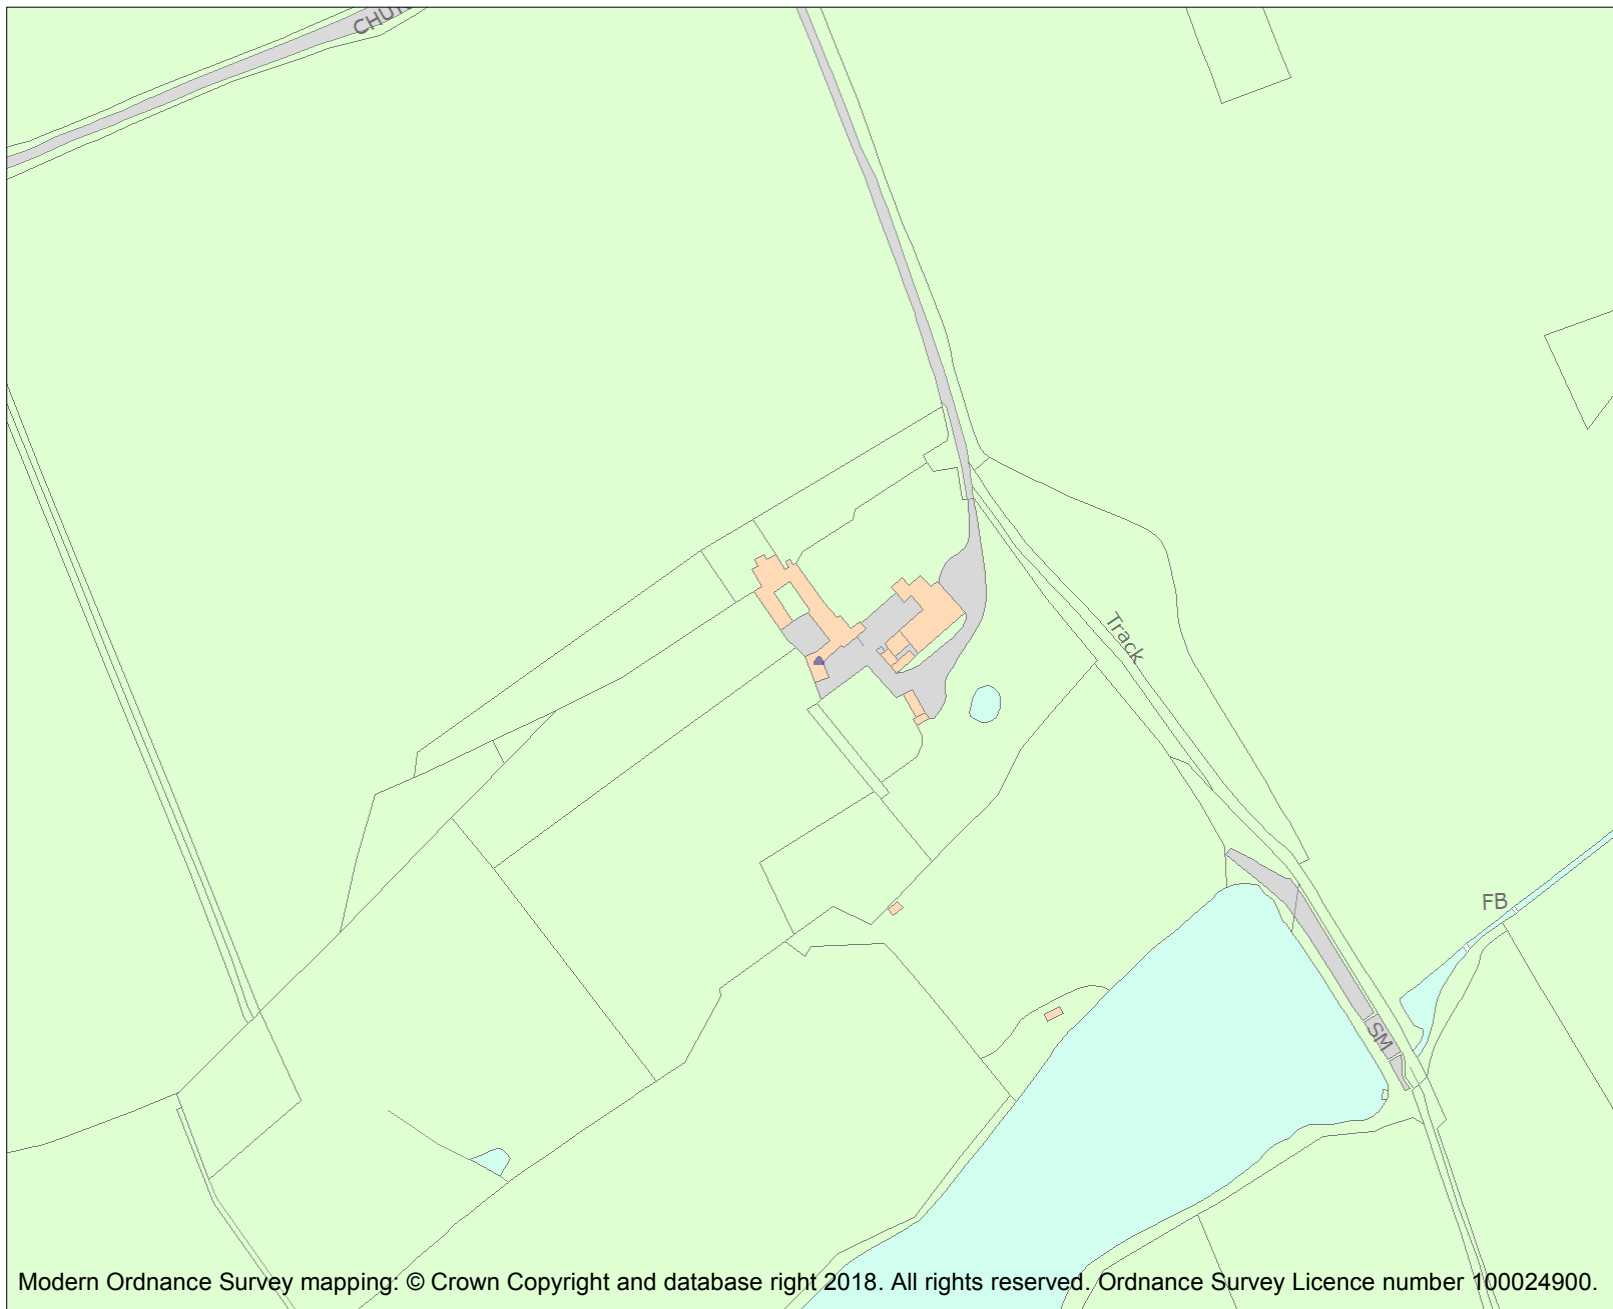 CHU
Track
FB
SM
Modern Ordnance Survey mapping: © Crown Copyright and database right 2018. All rights reserved. Ordnance Survey Licence number 100024900.